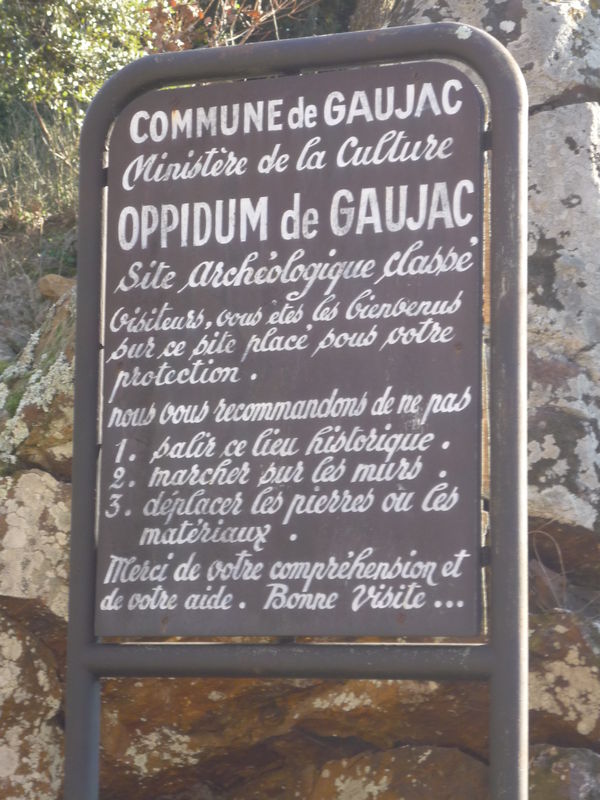 COMMUNE de GAUJAC
Ministère de la Culture
OPPIDUM de GAUJAC
Site Archéologique classé
Visiteurs, vous êtes les bienvenus
sur ce site placé sous votre
protection.
nous vous recommandons de ne pas
1. salir ce lieu historique.
2. marcher sur les murs.
3. déplacer les pierres où les
matériaux.
Merci de votre compréhension et
de votre aide. Bonne Visite...